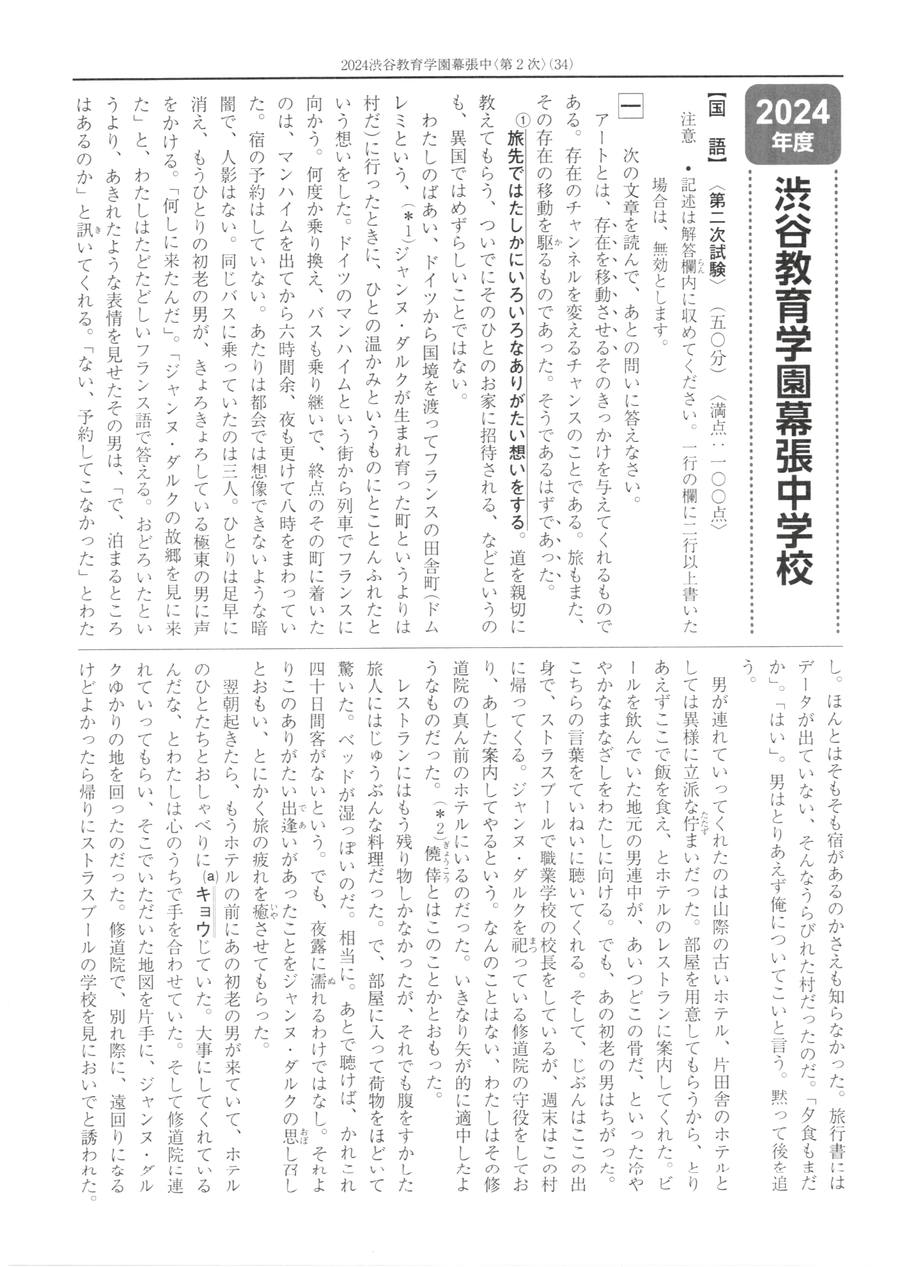 2024渋谷教育学園幕張中〈第2次〉(34)
2024
年度
渋谷教育学園幕張中学校
【国語】〈第二次試験〉(五〇分)〈満点:一〇〇点〉
注意 ・記述は解答欄内に収めてください。一行の欄に二行以上書いた
場合は、無効とします。
一 次の文章を読んで、あとの問いに答えなさい。
アートとは、存在を移動させるそのきっかけを与えてくれるもので
ある。存在のチャンネルを変えるチャンスのことである。旅もまた、
その存在の移動を駆るものであった。そうであるはずであった。
①旅先ではたしかにいろいろなありがたい想いをする。道を親切に
教えてもらう、ついでにそのひとのお家に招待される、などというの
も、異国ではめずらしいことではない。
わたしのばあい、ドイツから国境を渡ってフランスの田舎町(ドム
レミという、(*1)ジャンヌ・ダルクが生まれ育った町というよりは
村だ)に行ったときに、ひとの温かみというものにとことんふれたと
いう想いをした。ドイツのマンハイムという街から列車でフランスに
向かう。何度か乗り換え、バスも乗り継いで、終点のその町に着いた
のは、マンハイムを出てから六時間余、夜も更けて八時をまわってい
た。宿の予約はしていない。あたりは都会では想像できないような暗
闇で、人影はない。同じバスに乗っていたのは三人。ひとりは足早に
消え、もうひとりの初老の男が、きょろきょろしている極東の男に声
をかける。「何しに来たんだ」。「ジャンヌ・ダルクの故郷を見に来
た」と、わたしはたどたどしいフランス語で答える。おどろいたとい
うより、あきれたような表情を見せたその男は、「で、泊まるところ
はあるのか」と訊いてくれる。「ない、予約してこなかった」とわた
し。ほんとはそもそも宿があるのかさえも知らなかった。旅行書には
データが出ていない、そんなうらびれた村だったのだ。「夕食もまだ
か」。「はい」。男はとりあえず俺についてこいと言う。黙って後を追
う。
男が連れていってくれたのは山際の古いホテル、片田舎のホテルと
しては異様に立派な佇まいだった。部屋を用意してもらうから、とり
あえずここで飯を食え、とホテルのレストランに案内してくれた。ビ
ールを飲んでいた地元の男連中が、あいつどこの骨だ、といった冷や
やかなまなざしをわたしに向ける。でも、あの初老の男はちがった。
こちらの言葉をていねいに聴いてくれる。そして、じぶんはここの出
身で、ストラスブールで職業学校の校長をしているが、週末はこの村
に帰ってくる。ジャンヌ・ダルクを祀っている修道院の守役をしてお
り、あした案内してやるという。なんのことはない、わたしはその修
道院の真ん前のホテルにいるのだった。いきなり矢が的に適中したよ
うなものだった。(*2)僥倖とはこのことかとおもった。
レストランにはもう残り物しかなかったが、それでも腹をすかした
旅人にはじゅうぶんな料理だった。で、部屋に入って荷物をほどいて
驚いた。ベッドが湿っぽいのだ。相当に。あとで聴けば、かれこれ
四十日間客がないという。でも、夜露に濡れるわけではなし。それよ
りこのありがたい出逢いがあったことをジャンヌ・ダルクの思し召し
とおもい、とにかく旅の疲れを癒させてもらった。
翌朝起きたら、もうホテルの前にあの初老の男が来ていて、ホテル
のひとたちとおしゃべりに(a)キョウじていた。大事にしてくれている
んだな、とわたしは心のうちで手を合わせていた。そして修道院に連
れていってもらい、そこでいただいた地図を片手に、ジャンヌ・ダル
クゆかりの地を回ったのだった。修道院で、別れ際に、遠回りになる
けどよかったら帰りにストラスブールの学校を見においでと誘われた。